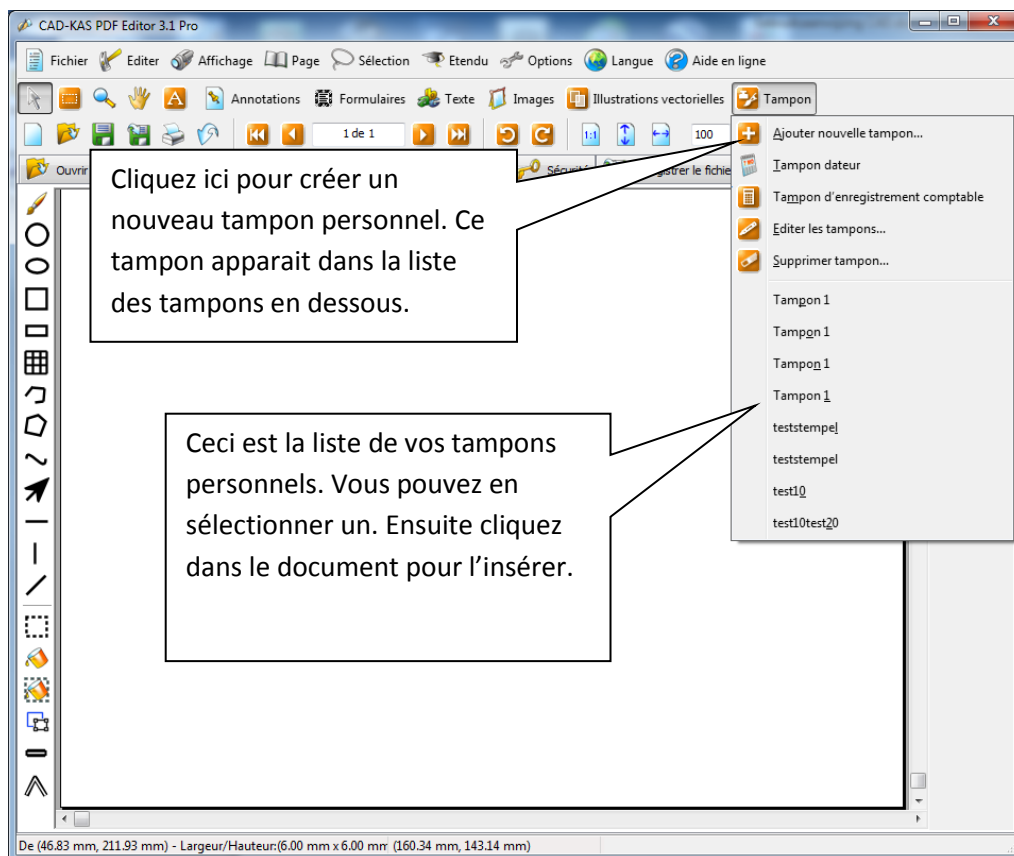 CAD-KAS PDF Editor 3.1 Pro
Fichier Editer Affichage Page Sélection Etendu Options Langue Aide en ligne
Annotations Formulaires Texte Images Illustrations vectorielles Tampon
1 de 1 1:1 100
Ouvrir
Cliquez ici pour créer un
nouveau tampon personnel. Ce
tampon apparait dans la liste
des tampons en dessous.
Ajouter nouvelle tampon...
Tampon dateur
Tampon d'enregistrement comptable
Editer les tampons...
Supprimer tampon...
Tampon 1
Tampon 1
Tampon 1
Tampon 1
teststempel
teststempel
test10
test10test20
Ceci est la liste de vos tampons
personnels. Vous pouvez en
sélectionner un. Ensuite cliquez
dans le document pour l'insérer.
De (46.83 mm, 211.93 mm) - Largeur/Hauteur:(6.00 mm x 6.00 mm (160.34 mm, 143.14 mm)